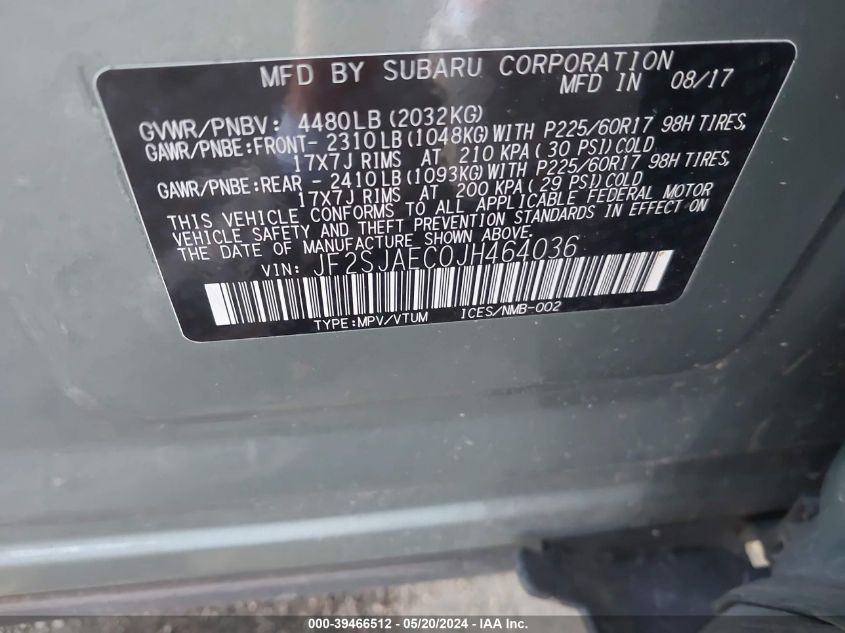 MFD BY SUBARU CORPORATION
MFD IN 08/17
GVWR/PNBV: 4480LB (2032KG)
GAWR/PNBE:FRONT- 2310LB (1048KG) WITH P225/60R17 98H TIRES,
17X7J RIMS AT 210 KPA ( 30 PSI) COLD
GAWR/PNBE:REAR - 2410LB (1093KG) WITH P225/60R17 98H TIRES,
17X7J RIMS AT 200 KPA ( 29 PSI) COLD
THIS VEHICLE CONFORMS TO ALL APPLICABLE FEDERAL MOTOR
VEHICLE SAFETY AND THEFT PREVENTION STANDARDS IN EFFECT ON
THE DATE OF MANUFACTURE SHOWN ABOVE.
VIN: JF2SJAEC0JH464036
TYPE:MPV/VTUM ICES/NMB-002
000-39466512 - 05/20/2024 - IAA Inc.